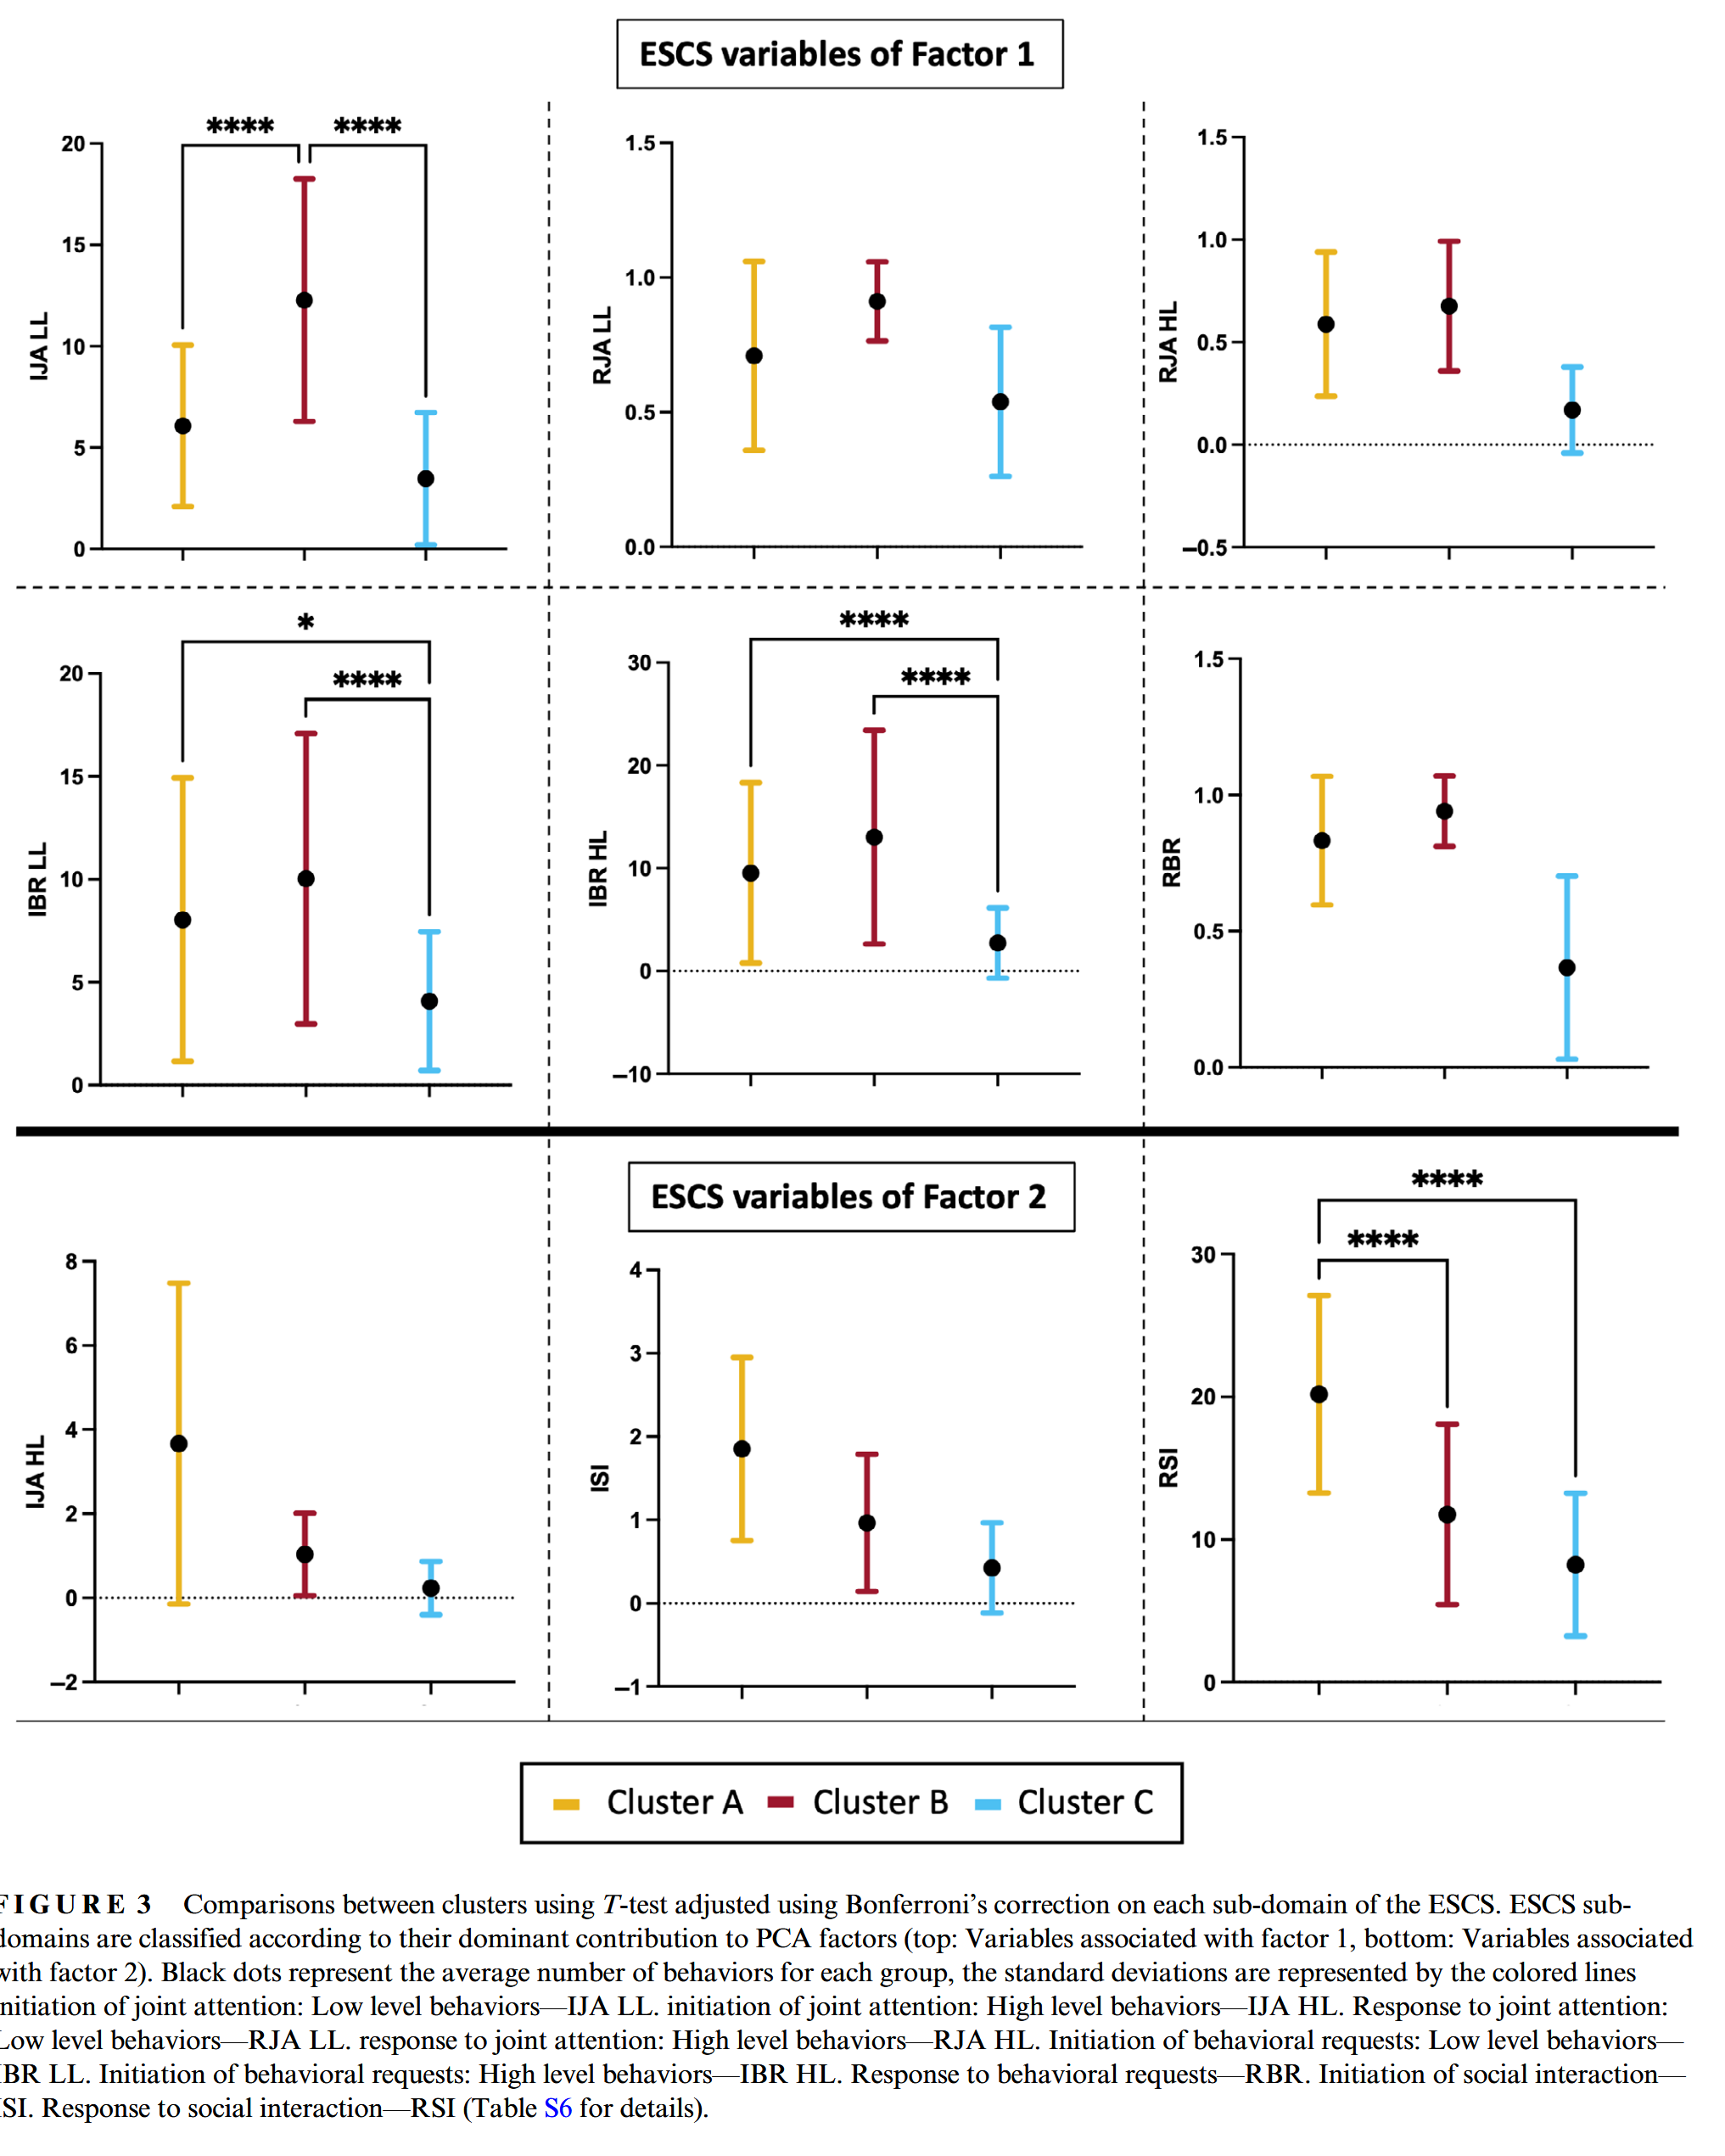 ESCS variables of Factor 1
**** ****
20
15
10
5
0
IJA LL
1.5
1.0
0.5
0.0
RJA LL
1.5
1.0
0.5
0.0
–0.5
RJA HL
*
****
20
15
10
5
0
IBR LL
****
****
30
20
10
0
–10
IBR HL
1.5
1.0
0.5
0.0
RBR
ESCS variables of Factor 2
8
6
4
2
0
–2
IJA HL
4
3
2
1
0
–1
ISI
****
****
30
20
10
0
RSI
Cluster A Cluster B Cluster C
FIGURE 3 Comparisons between clusters using T-test adjusted using Bonferroni's correction on each sub-domain of the ESCS. ESCS sub-
domains are classified according to their dominant contribution to PCA factors (top: Variables associated with factor 1, bottom: Variables associated
with factor 2). Black dots represent the average number of behaviors for each group, the standard deviations are represented by the colored lines
initiation of joint attention: Low level behaviors—IJA LL. initiation of joint attention: High level behaviors—IJA HL. Response to joint attention:
Low level behaviors—RJA LL. response to joint attention: High level behaviors—RJA HL. Initiation of behavioral requests: Low level behaviors—
IBR LL. Initiation of behavioral requests: High level behaviors—IBR HL. Response to behavioral requests—RBR. Initiation of social interaction—
ISI. Response to social interaction—RSI (Table S6 for details).